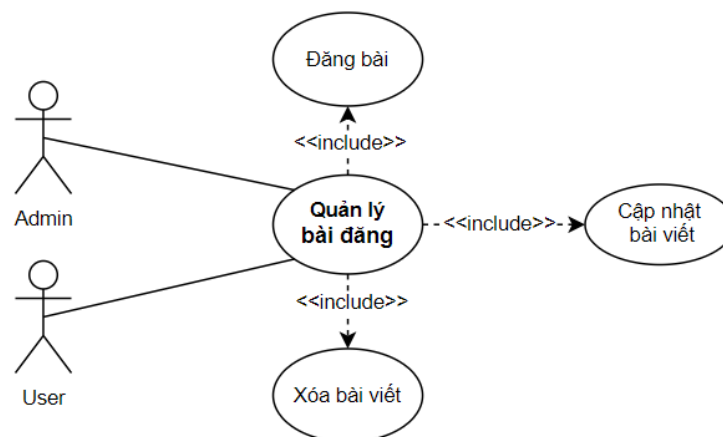 Đăng bài
<<include>>
Admin
Quản lý
bài đăng
<<include>>
Cập nhật
bài viết
<<include>>
User
Xóa bài viết